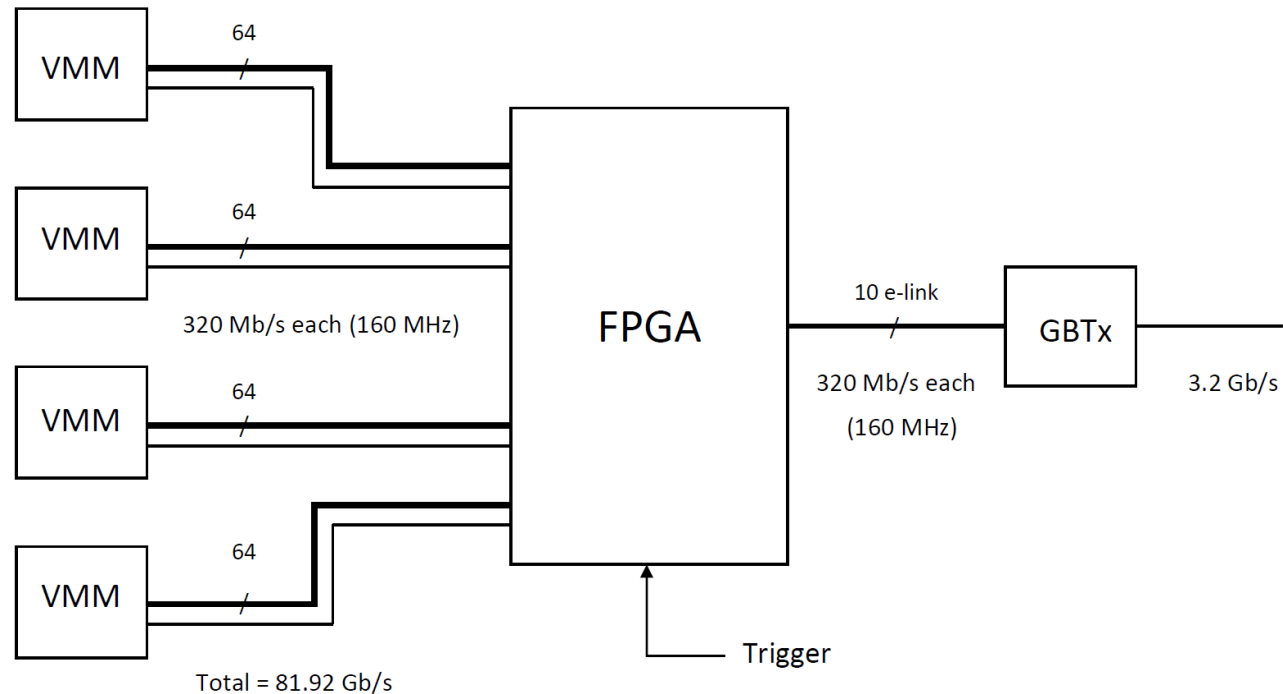 64
VMM
64
VMM
320 Mb/s each (160 MHz)
FPGA
10 e-link
GBTx
320 Mb/s each
(160 MHz)
3.2 Gb/s
64
VMM
64
VMM
Trigger
Total = 81.92 Gb/s